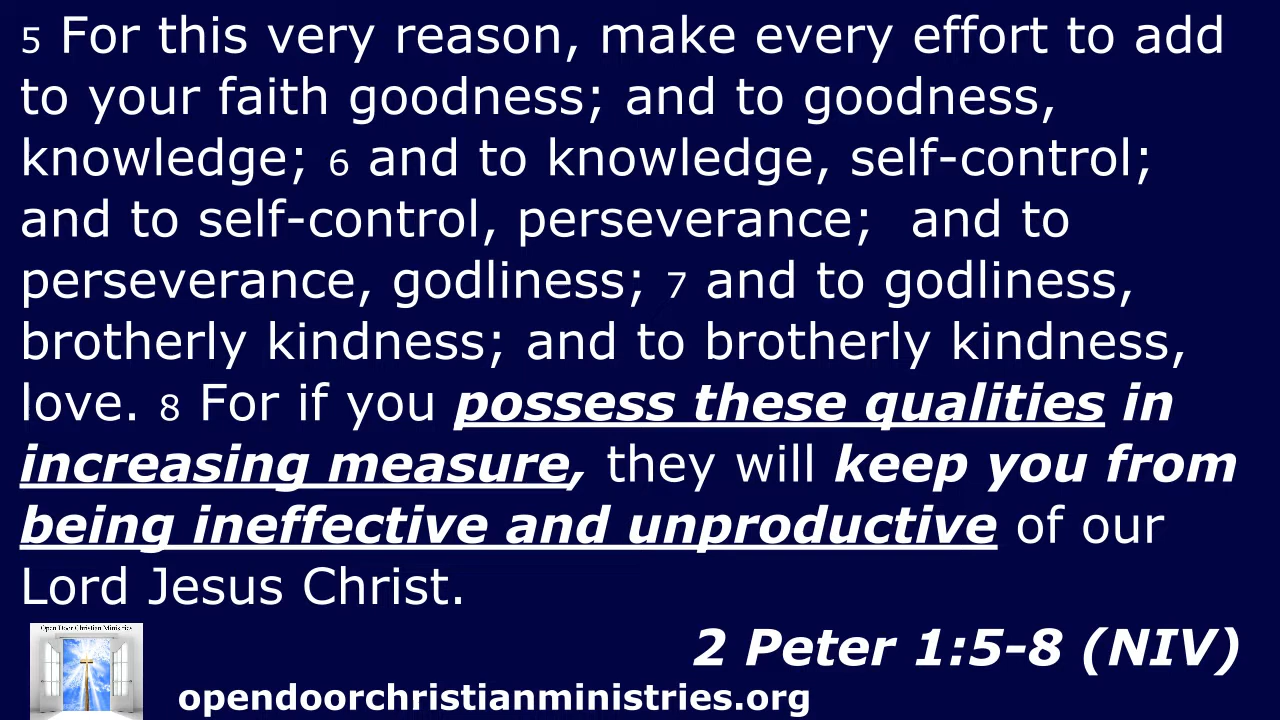 5 For this very reason, make every effort to add
to your faith goodness; and to goodness,
knowledge; 6 and to knowledge, self-control;
and to self-control, perseverance;  and to
perseverance, godliness; 7 and to godliness,
brotherly kindness; and to brotherly kindness,
love. 8 For if you possess these qualities in
increasing measure, they will keep you from
being ineffective and unproductive of our
Lord Jesus Christ.
Open Door Christian Ministries
2 Peter 1:5-8 (NIV)
opendoorchristianministries.org